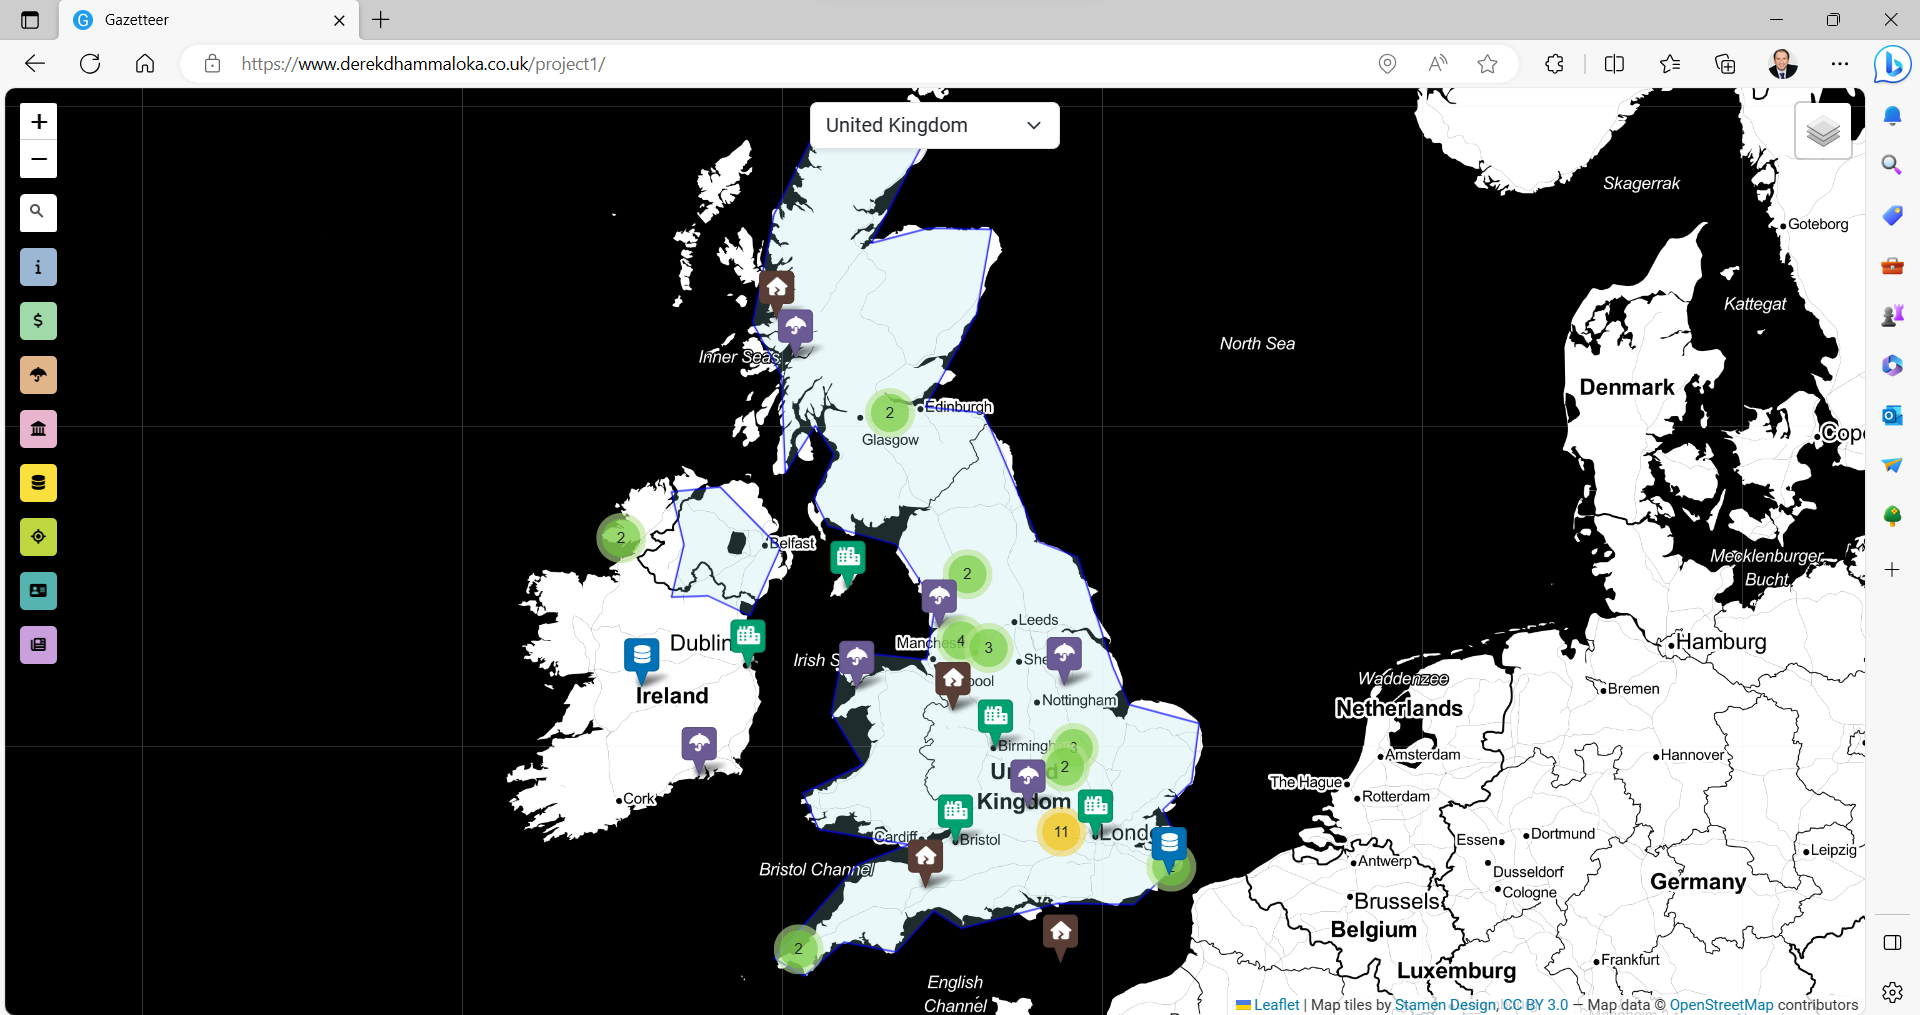 Gazetteer
https://www.derekdhammaloka.co.uk/project1/
+
United Kingdom
−
Skagerrak
Goteborg
i
Kattegat
$
North Sea
Inner Seas
Denmark
Edinburgh
2
Glasgow
2
Belfast
Mecklenburger
Bucht
2
Leeds
Dublin
4
3
Hamburg
Irish S
Nottingham
Waddenzee
Bremen
Ireland
Netherlands
Birmingh
3
Amsterdam
Hannover
2
The Hague
Rotterdam
Kingdom
Cork
11
Lond
Cardiff
Bristol
Essen
Dortmund
Leipzig
Antwerp
Bristol Channel
Dusseldorf
Cologne
Germany
Brussels
Belgium
2
Luxemburg
Frankfurt
English
Channel
Leaflet | Map tiles by Stamen Design, CC BY 3.0 — Map data © OpenStreetMap contributors